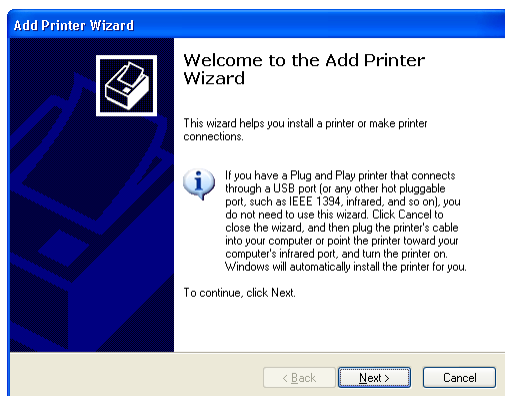 Add Printer Wizard
Welcome to the Add Printer
Wizard
This wizard helps you install a printer or make printer
connections.
If you have a Plug and Play printer that connects
through a USB port (or any other hot pluggable
port, such as IEEE 1394, infrared, and so on), you
do not need to use this wizard. Click Cancel to
close the wizard, and then plug the printer's cable
into your computer or point the printer toward your
computer's infrared port, and turn the printer on.
Windows will automatically install the printer for you.
To continue, click Next.
< Back Next > Cancel